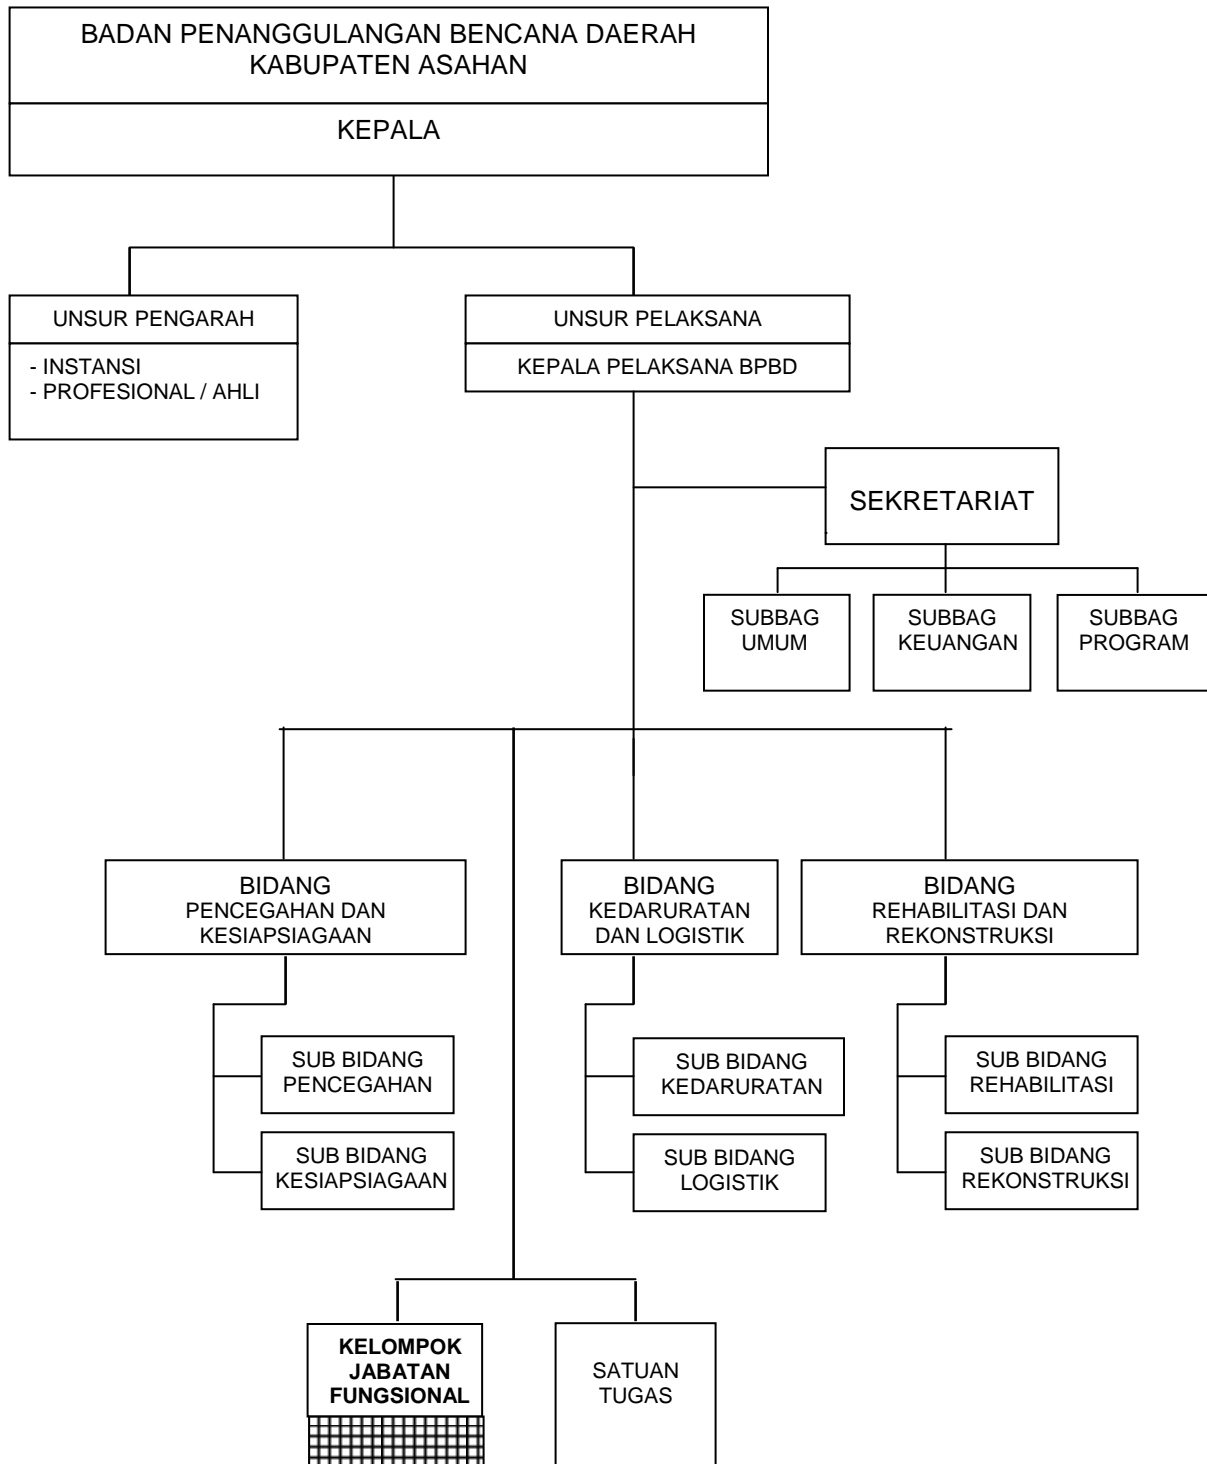 BADAN PENANGGULANGAN BENCANA DAERAH
KABUPATEN ASAHAN
KEPALA
UNSUR PENGARAH
- INSTANSI
- PROFESIONAL / AHLI
UNSUR PELAKSANA
KEPALA PELAKSANA BPBD
SEKRETARIAT
SUBBAG
UMUM
SUBBAG
KEUANGAN
SUBBAG
PROGRAM
BIDANG
PENCEGAHAN DAN
KESIAPSIAGAAN
BIDANG
KEDARURATAN
DAN LOGISTIK
BIDANG
REHABILITASI DAN
REKONSTRUKSI
SUB BIDANG
PENCEGAHAN
SUB BIDANG
KESIAPSIAGAAN
SUB BIDANG
KEDARURATAN
SUB BIDANG
LOGISTIK
SUB BIDANG
REHABILITASI
SUB BIDANG
REKONSTRUKSI
KELOMPOK
JABATAN
FUNGSIONAL
SATUAN
TUGAS